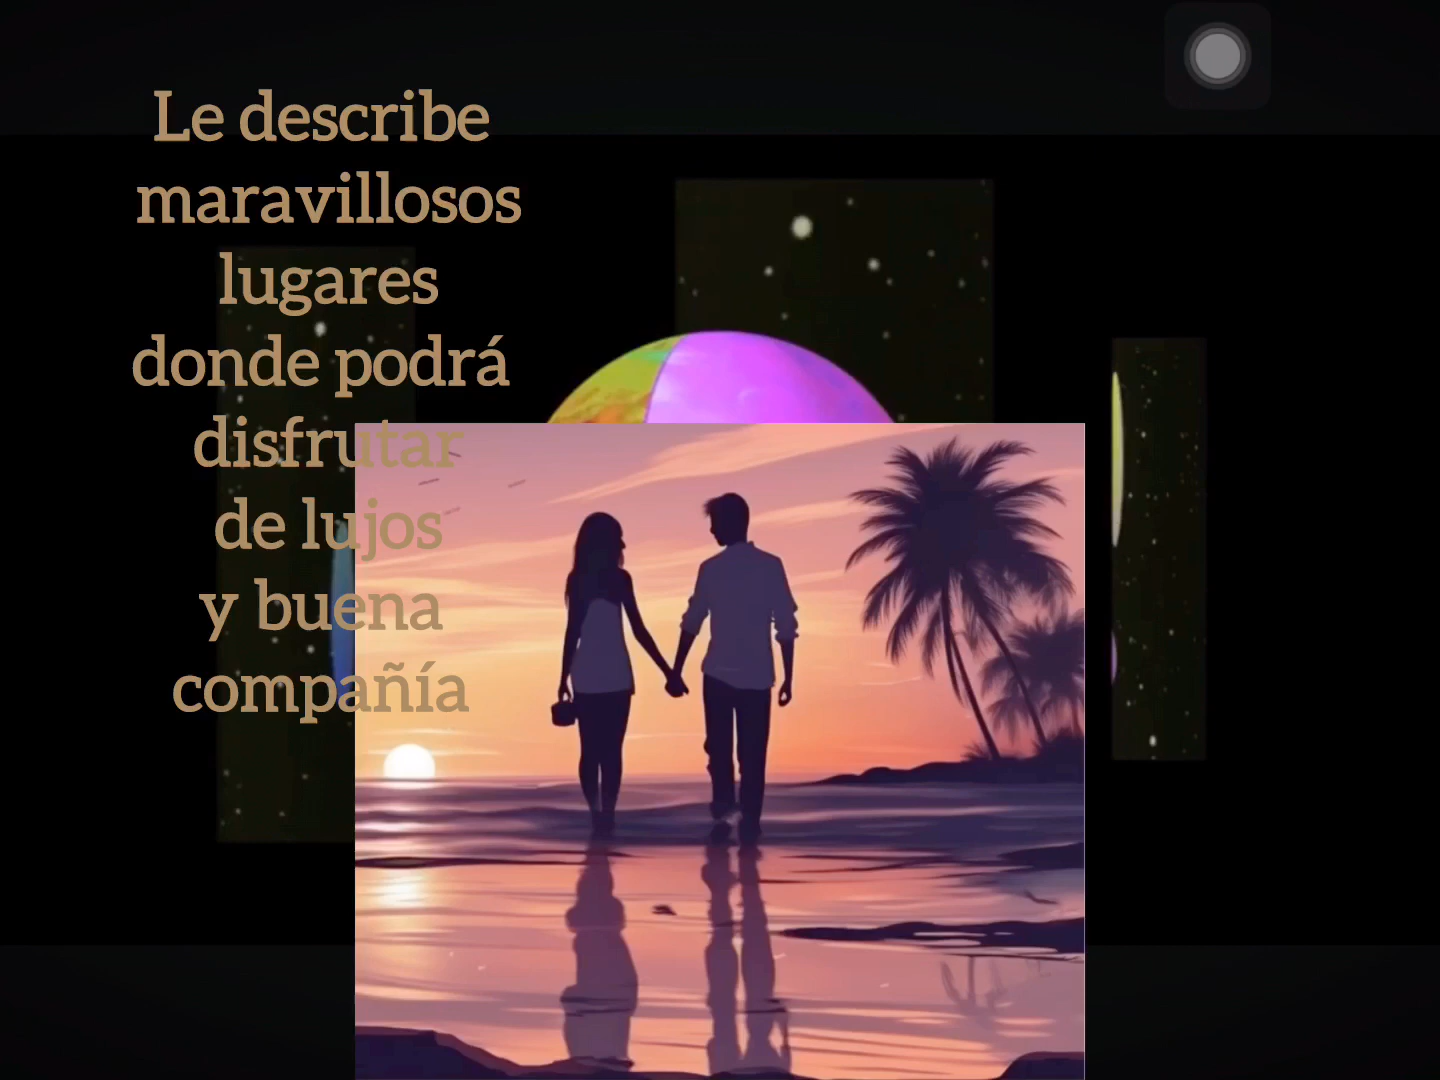 Le describe
maravillosos
lugares
donde podrá
disfrutar
de lujos
y buena
compañía